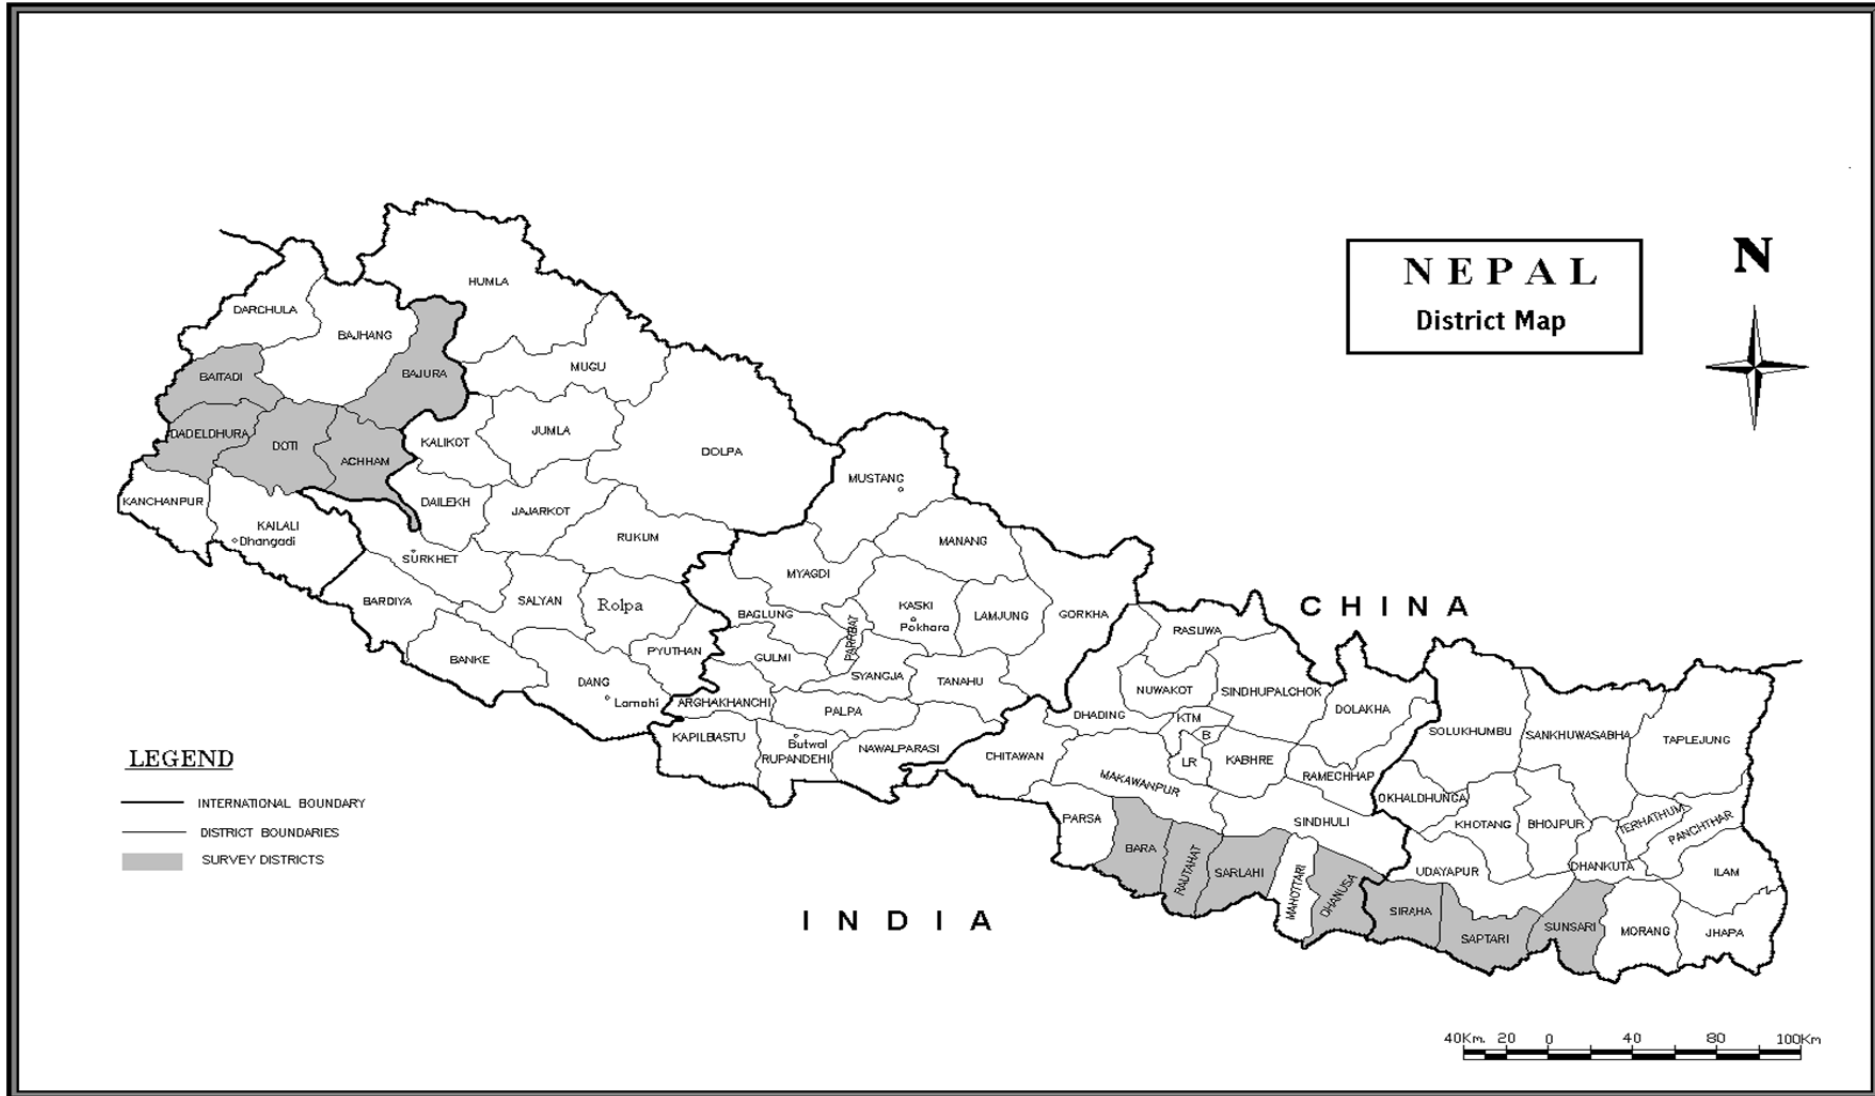 NEPAL
District Map
N
HUMLA
DARCHULA
BAJHANG
BAJURA
BAITADI
MUGU
DADELDHURA
DOTI
ACHHAM
KALIKOT
JUMLA
DOLPA
MUSTANG
KANCHANPUR
KAILALI
Dhangadi
DAILEKH
JAJARKOT
RUKUM
SURKHET
MANANG
MYAGDI
BARDIYA
SALYAN
Rolpa
BAGLUNG
PARBAT
KASKI
Pokhara
LAMJUNG
GORKHA
CHINA
RASUWA
BANKE
PYUTHAN
GULMI
SYANGJA
TANAHU
DANG
Lamahi
ARGHAKHANCHI
PALPA
NUWAKOT
SINDHUPALCHOK
DOLAKHA
DHADING
KTM
B
LR
KABHRE
RAMECHHAP
SOLUKHUMBU
SANKHUWASABHA
TAPLEJUNG
KAPILBASTU
Butwal
RUPANDEHI
NAWALPARASI
CHITAWAN
MAKAWANPUR
OKHALDHUNGA
KHOTANG
BHOJPUR
TERHATHUM
PANCHTHAR
PARSA
SINDHULI
BARA
RAUTAHAT
SARLAHI
MAHOTTARI
DHANUSA
UDAYAPUR
DHANKUTA
ILAM
SIRAHA
SAPTARI
SUNSARI
MORANG
JHAPA
INDIA
LEGEND
INTERNATIONAL BOUNDARY
DISTRICT BOUNDARIES
SURVEY DISTRICTS
40Km. 20 0 40 80 100Km